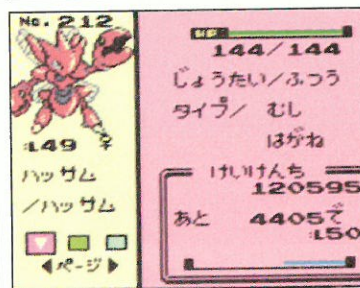 No. 212
:L49 ♀
ハッサム
/ハッサム
◀ページ▶
HP
144/144
じょうたい/ふつう
タイプ/ むし
はがね
けいけんち
120595
あと 4405で
:L50